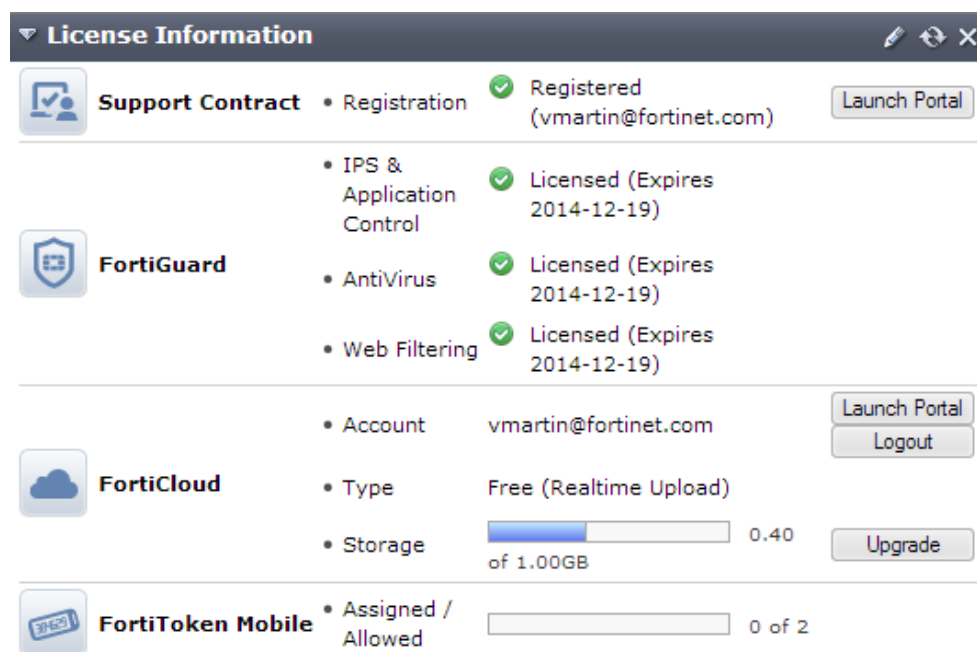 License Information
Support Contract
• Registration
Registered
(vmartin@fortinet.com)
Launch Portal
FortiGuard
• IPS &
Application
Control
Licensed (Expires
2014-12-19)
• AntiVirus
Licensed (Expires
2014-12-19)
• Web Filtering
Licensed (Expires
2014-12-19)
FortiCloud
• Account
vmartin@fortinet.com
Launch Portal
Logout
• Type
Free (Realtime Upload)
• Storage
0.40
of 1.00GB
Upgrade
FortiToken Mobile
• Assigned /
Allowed
0 of 2